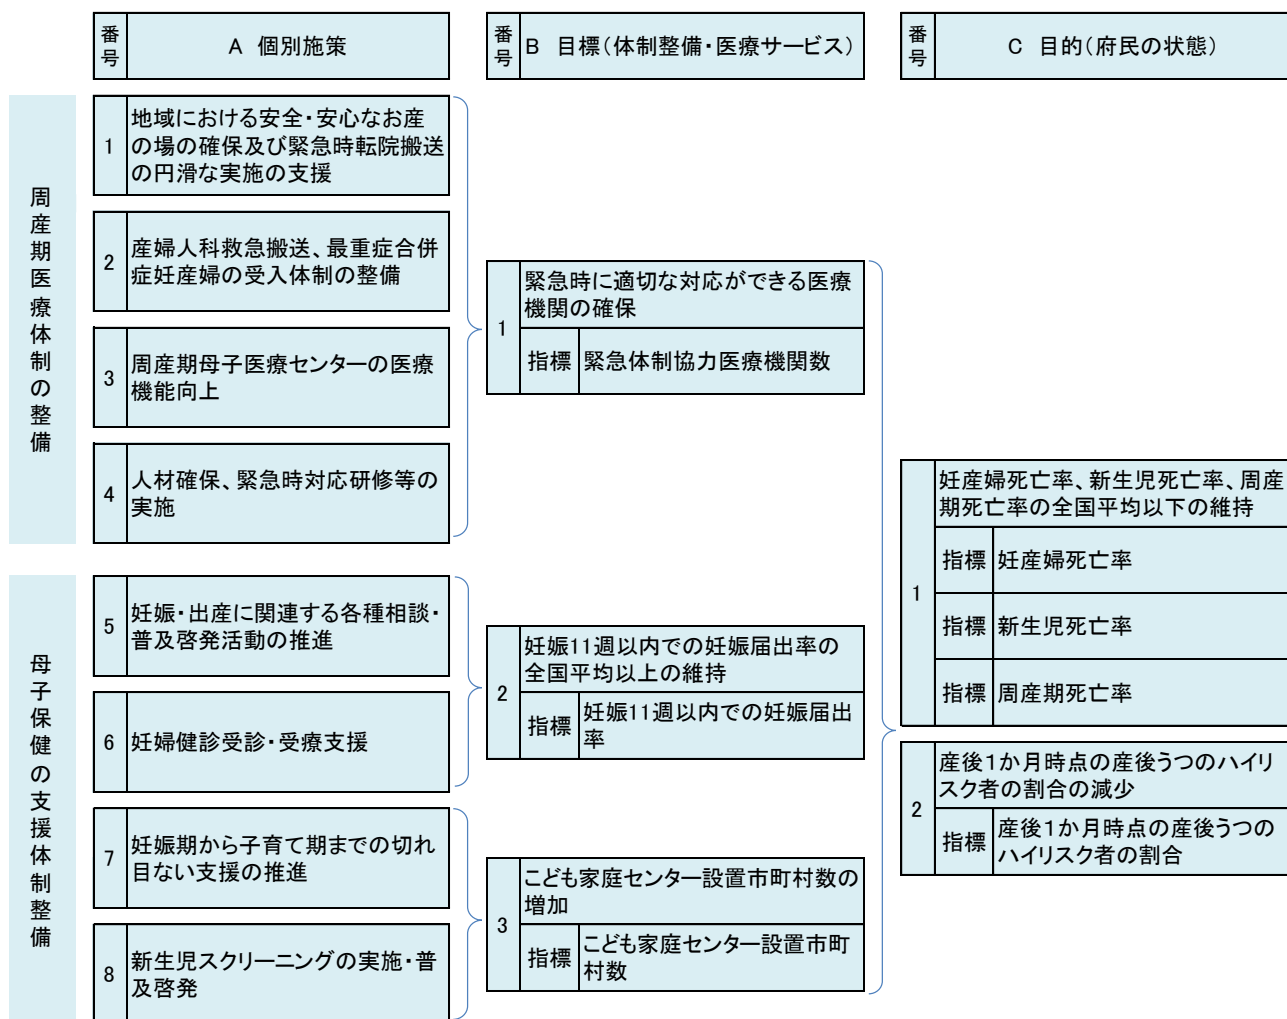 番号
A 個別施策
番号
B 目標(体制整備・医療サービス)
番号
C 目的(府民の状態)
周産期医療体制の整備
1
地域における安全・安心なお産
の場の確保及び緊急時転院搬送
の円滑な実施の支援
2
産婦人科救急搬送、最重症合併
症妊産婦の受入体制の整備
3
周産期母子医療センターの医療
機能向上
4
人材確保、緊急時対応研修等の
実施
母子保健の支援体制整備
5
妊娠・出産に関連する各種相談・
普及啓発活動の推進
6
妊婦健診受診・受療支援
7
妊娠期から子育て期までの切れ
目ない支援の推進
8
新生児スクリーニングの実施・普
及啓発
1
緊急時に適切な対応ができる医療
機関の確保
指標
緊急体制協力医療機関数
2
妊娠11週以内での妊娠届出率の
全国平均以上の維持
指標
妊娠11週以内での妊娠届出
率
3
こども家庭センター設置市町村数の
増加
指標
こども家庭センター設置市町
村数
1
妊産婦死亡率、新生児死亡率、周産
期死亡率の全国平均以下の維持
指標
妊産婦死亡率
指標
新生児死亡率
指標
周産期死亡率
2
産後1か月時点の産後うつのハイリ
スク者の割合の減少
指標
産後1か月時点の産後うつの
ハイリスク者の割合